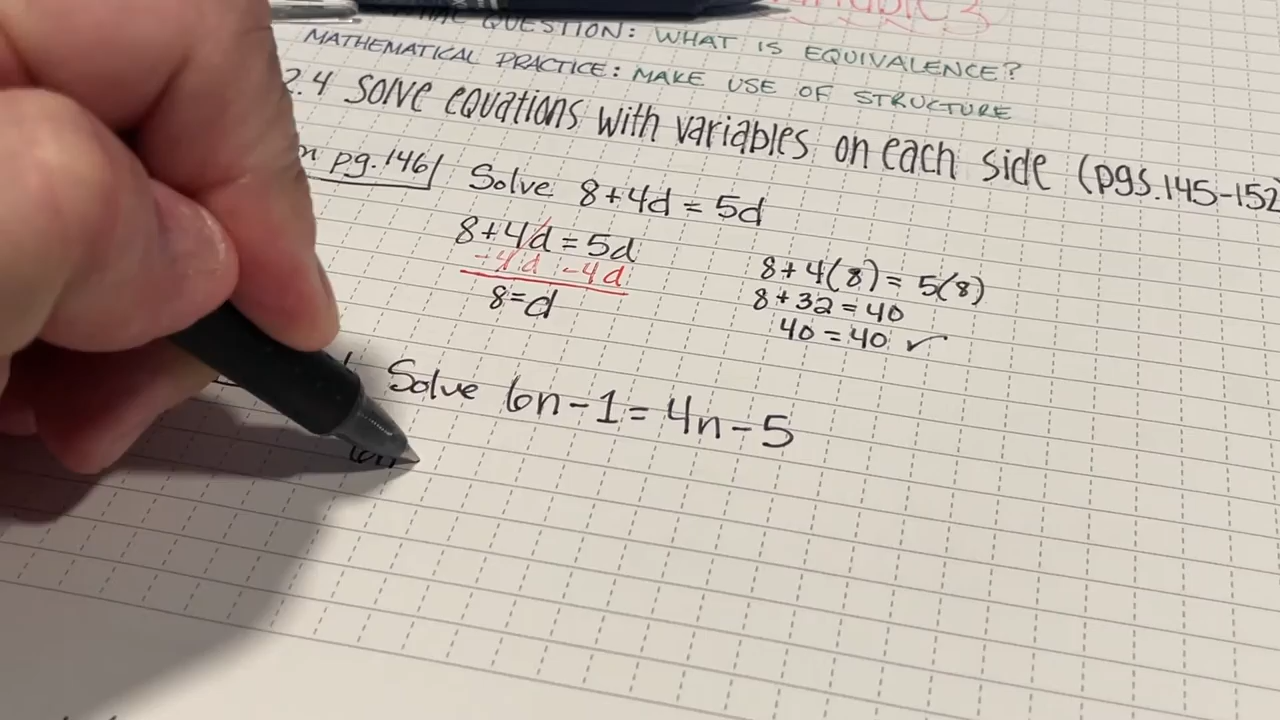 QUESTION: WHAT IS EQUIVALENCE?
MATHEMATICAL PRACTICE: MAKE USE OF STRUCTURE
2.4 Solve equations with variables on each side (pgs.145-152
pg.146 Solve 8+4d = 5d
8+4d = 5d
-4d -4d
8=d
8+4(8) = 5(8)
8+32 = 40
40 = 40 ✓
Solve 6n-1 = 4n-5